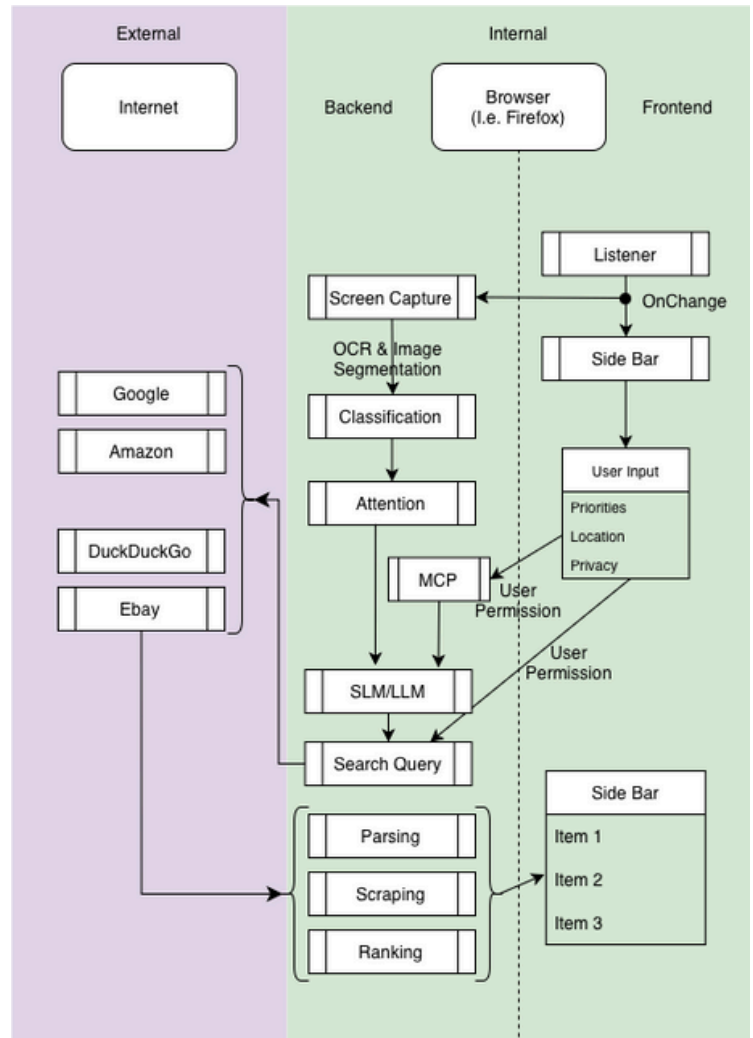 External
Internal
Internet
Backend
Browser
(I.e. Firefox)
Frontend
Listener
Screen Capture
OnChange
OCR & Image
Segmentation
Side Bar
Google
Classification
Amazon
User Input
Attention
Priorities
Location
Privacy
DuckDuckGo
MCP
User
Permission
Ebay
User
Permission
SLM/LLM
Search Query
Side Bar
Parsing
Item 1
Scraping
Item 2
Ranking
Item 3